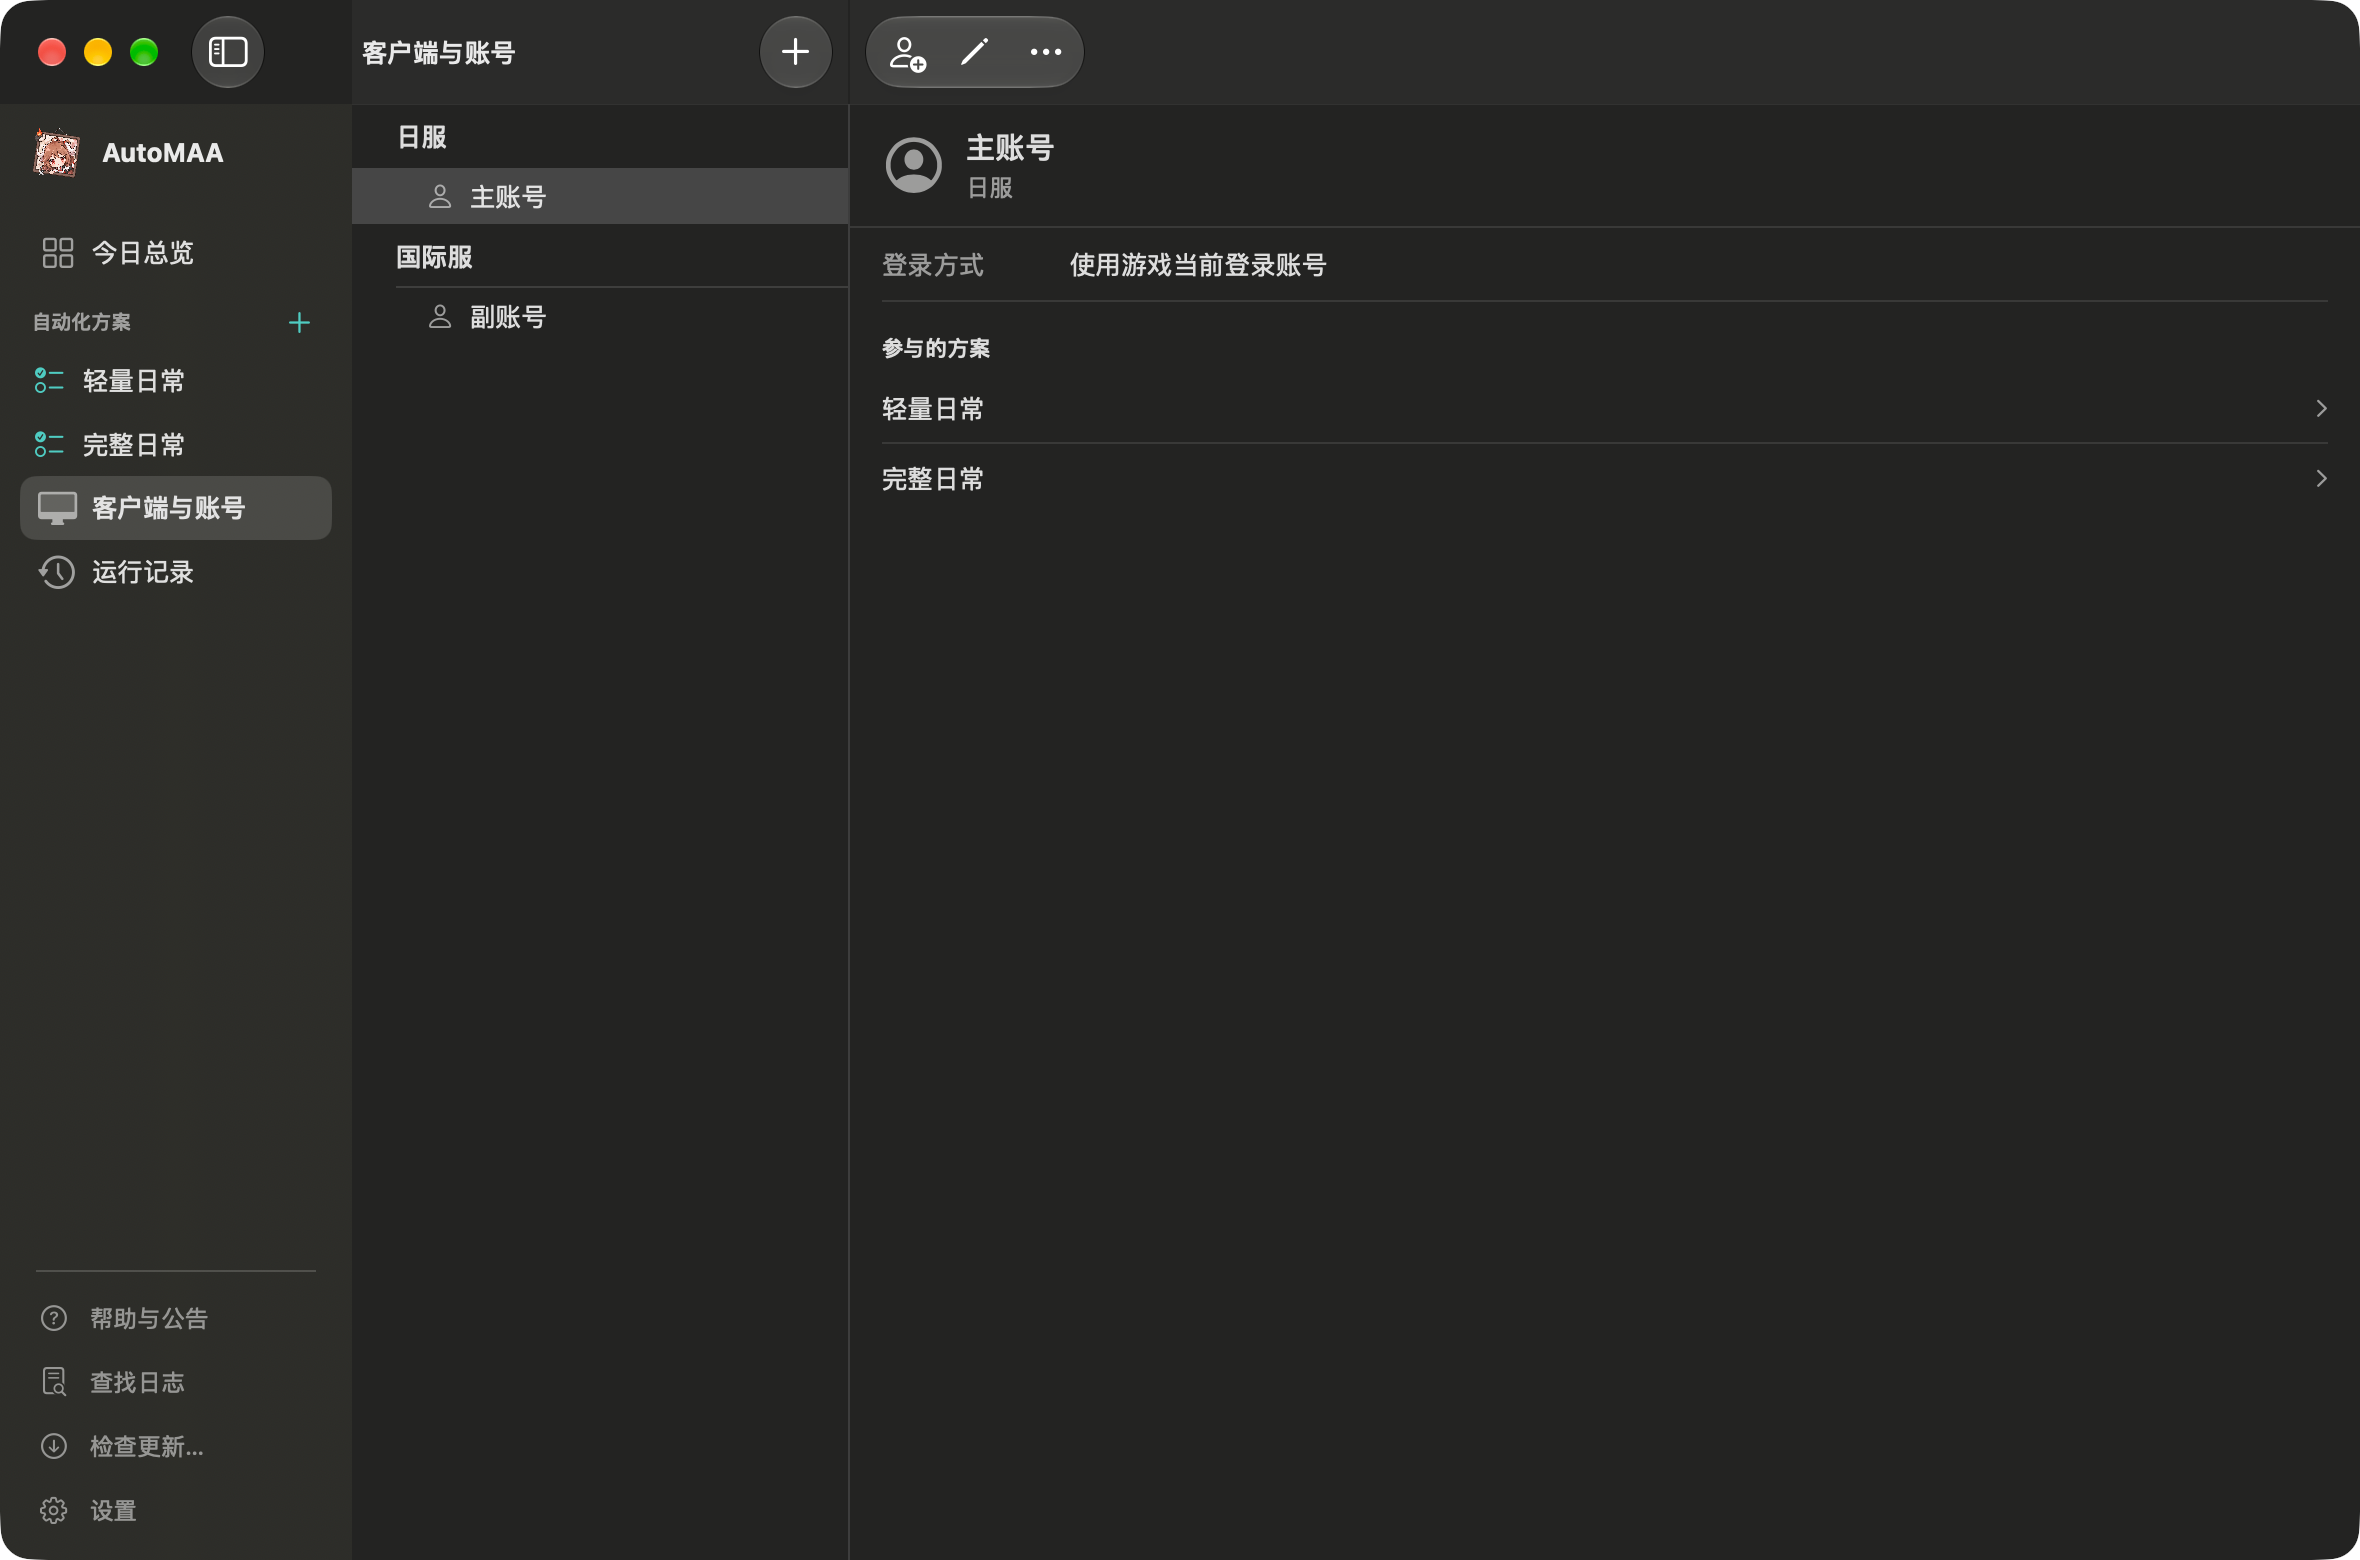 AutoMAA
今日总览
自动化方案
轻量日常
完整日常
客户端与账号
运行记录
帮助与公告
查找日志
检查更新...
设置
客户端与账号
日服
主账号
国际服
副账号
主账号
日服
登录方式
使用游戏当前登录账号
参与的方案
轻量日常
完整日常